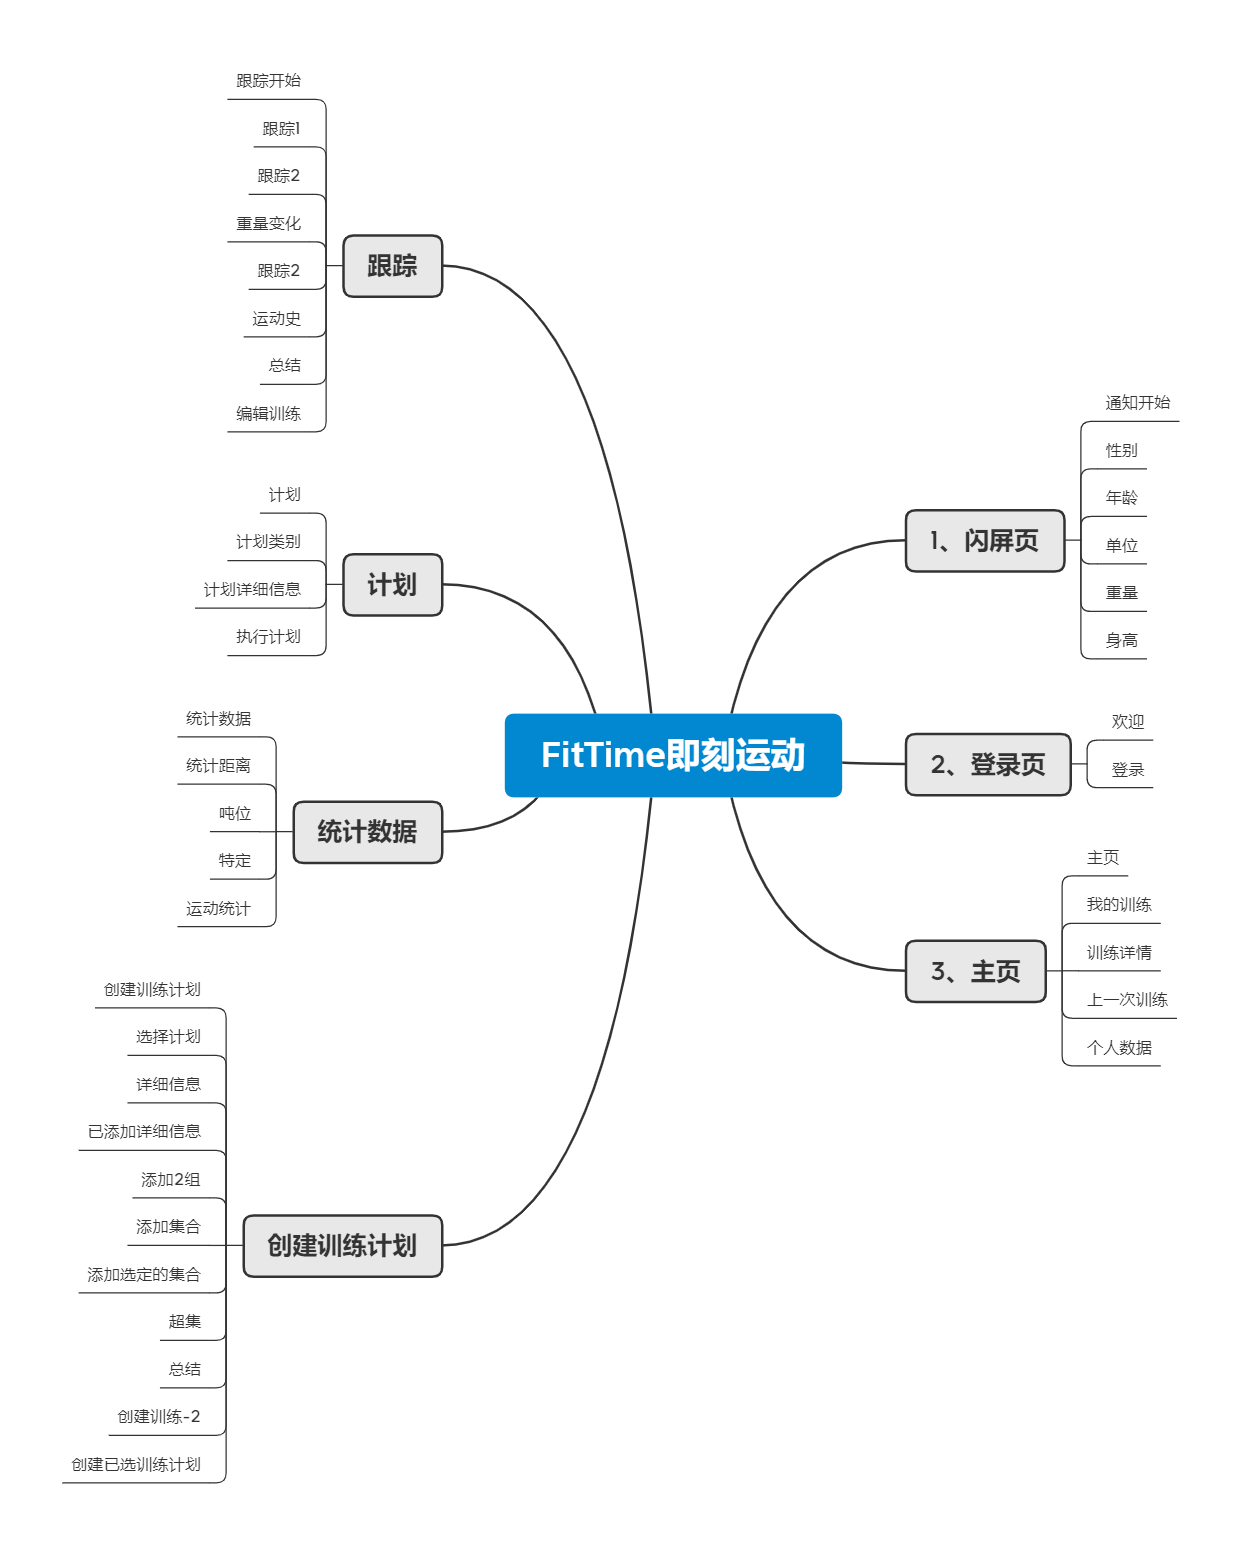 FitTime即刻运动
1、闪屏页
通知开始
性别
年龄
单位
重量
身高
2、登录页
欢迎
登录
3、主页
主页
我的训练
训练详情
上一次训练
个人数据
跟踪
跟踪开始
跟踪1
跟踪2
重量变化
跟踪2
运动史
总结
编辑训练
计划
计划
计划类别
计划详细信息
执行计划
统计数据
统计数据
统计距离
吨位
特定
运动统计
创建训练计划
创建训练计划
选择计划
详细信息
已添加详细信息
添加2组
添加集合
添加选定的集合
超集
总结
创建训练-2
创建已选训练计划